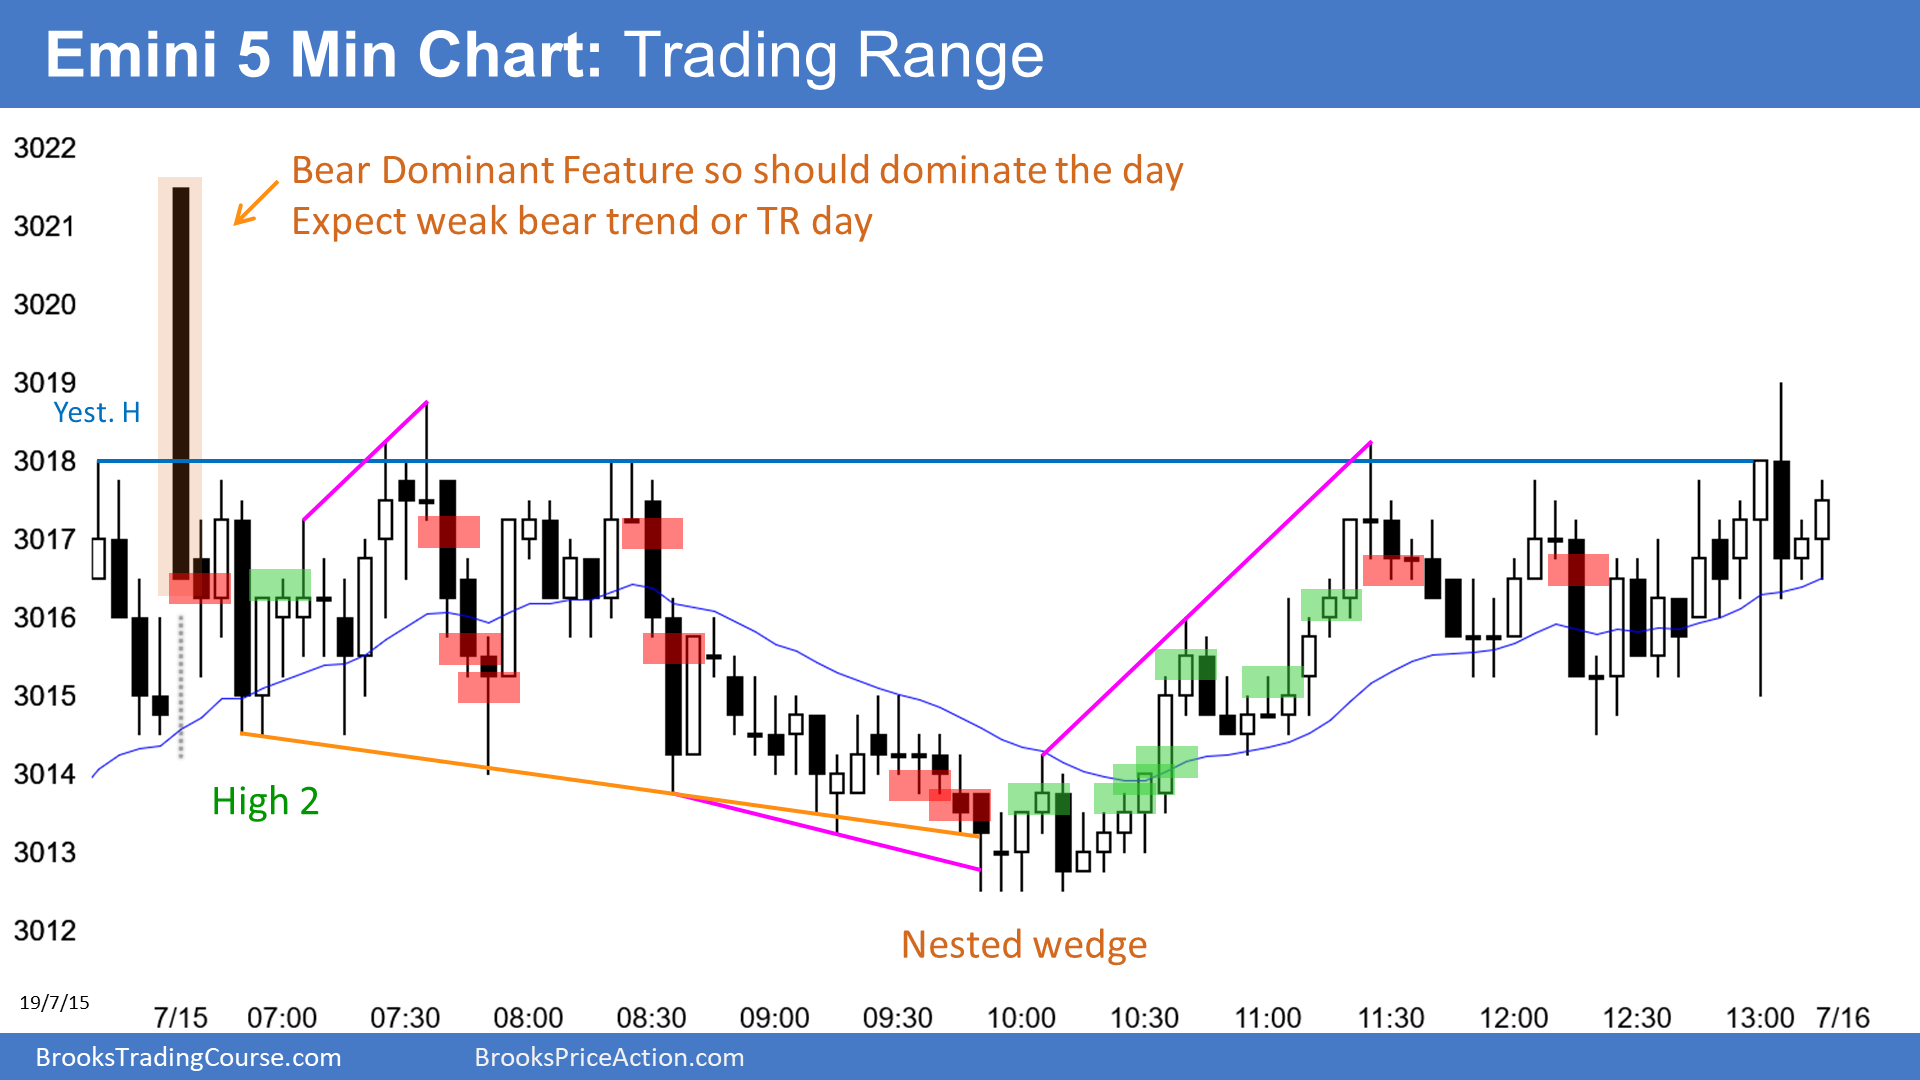 Emini 5 Min Chart: Trading Range
3022
Bear Dominant Feature so should dominate the day
3021
Expect weak bear trend or TR day
3020
3019
Yest. H
3018
3017
3016
3015
3014
High 2
3013
3012
Nested wedge
19/7/15
7/15 07:00 07:30 08:00 08:30 09:00 09:30 10:00 10:30 11:00 11:30 12:00 12:30 13:00 7/16
BrooksTradingCourse.com BrooksPriceAction.com